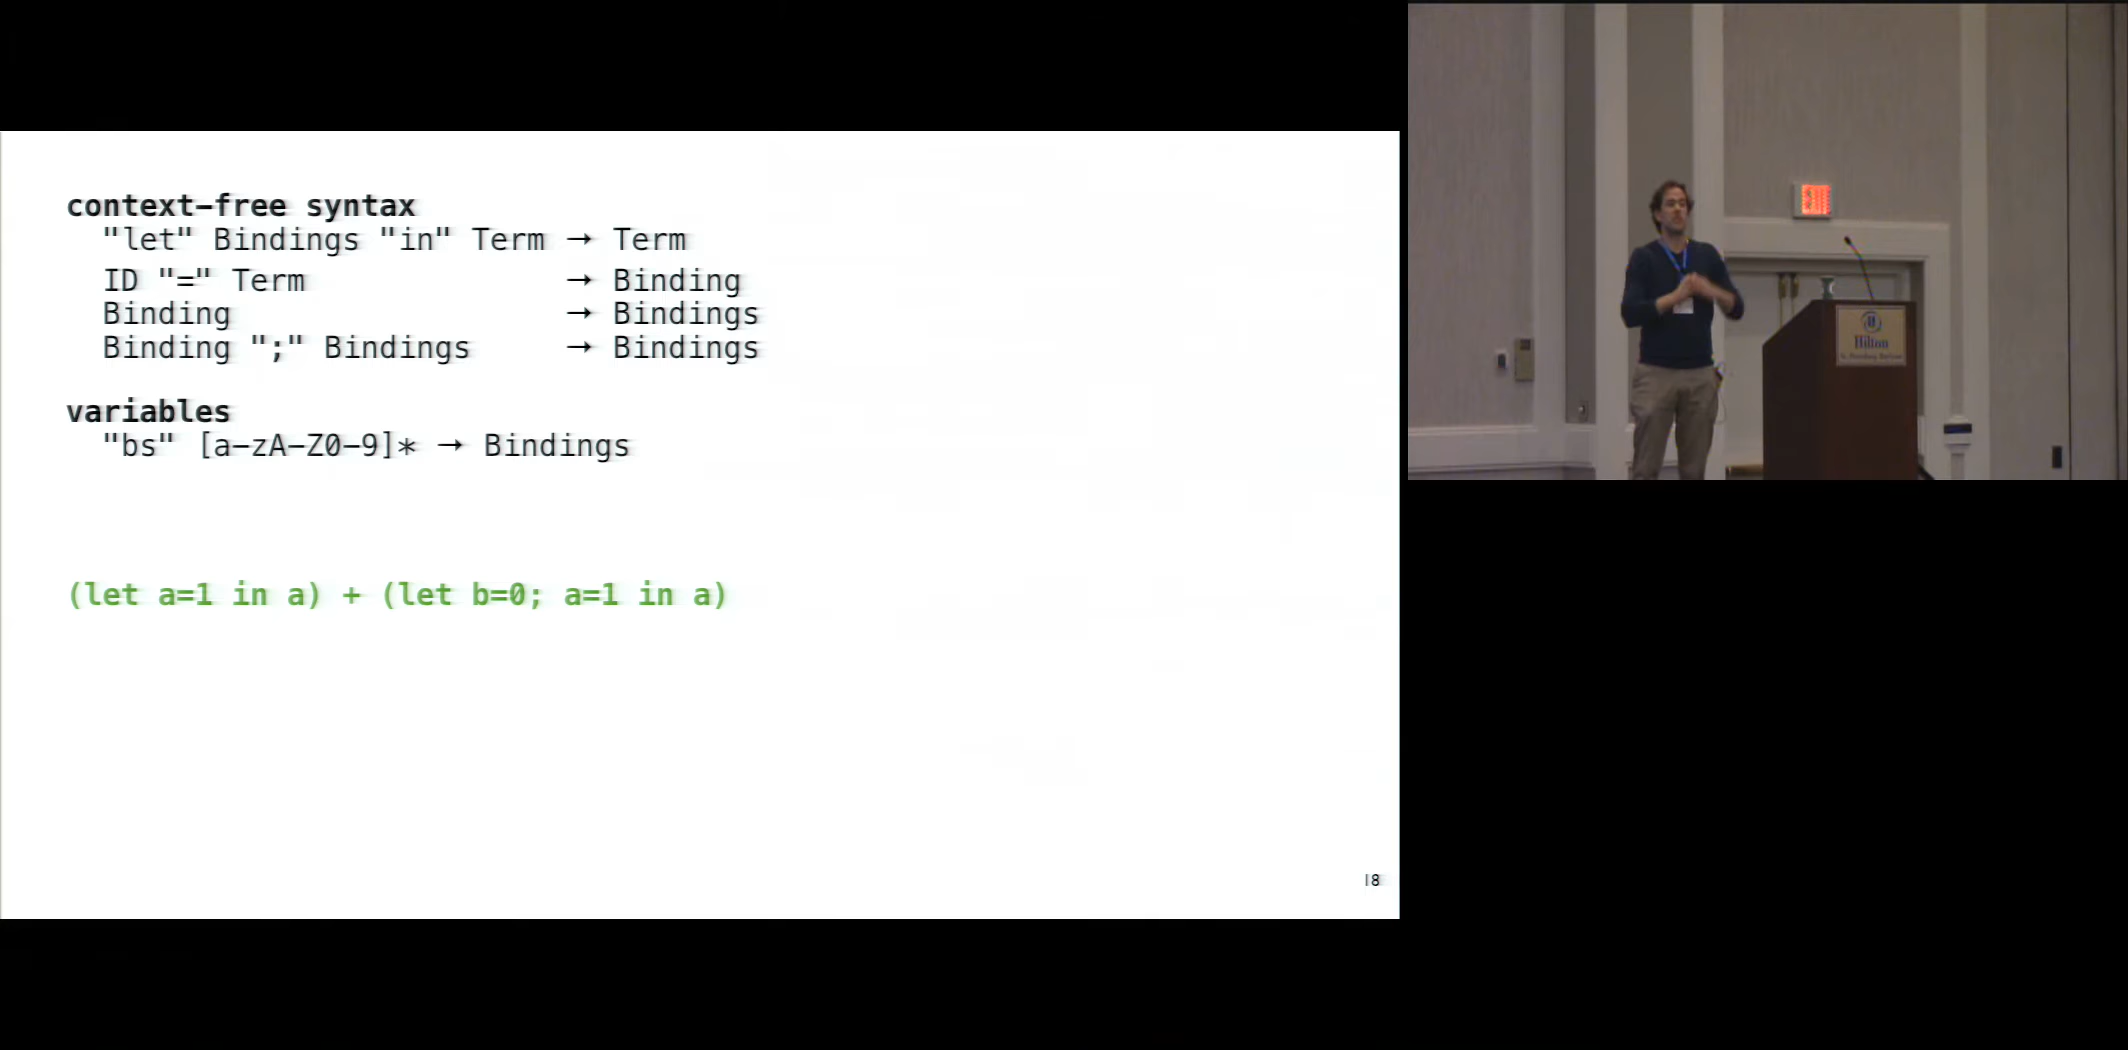 context-free syntax
"let" Bindings "in" Term → Term
ID "=" Term → Binding
Binding → Bindings
Binding ";" Bindings → Bindings
variables
"bs" [a-zA-Z0-9]* → Bindings
(let a=1 in a) + (let b=0; a=1 in a)
18
Hilton